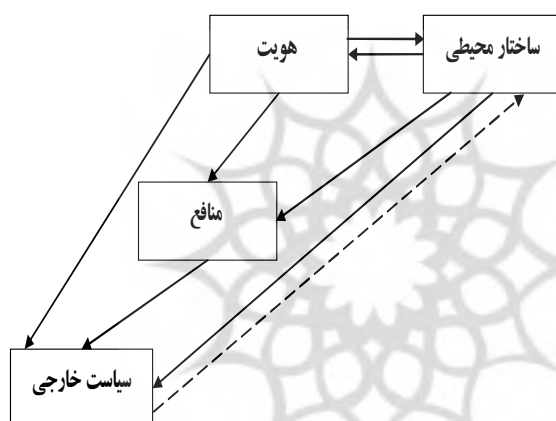 ساختار محیطی
هویت
منافع
سیاست خارجی